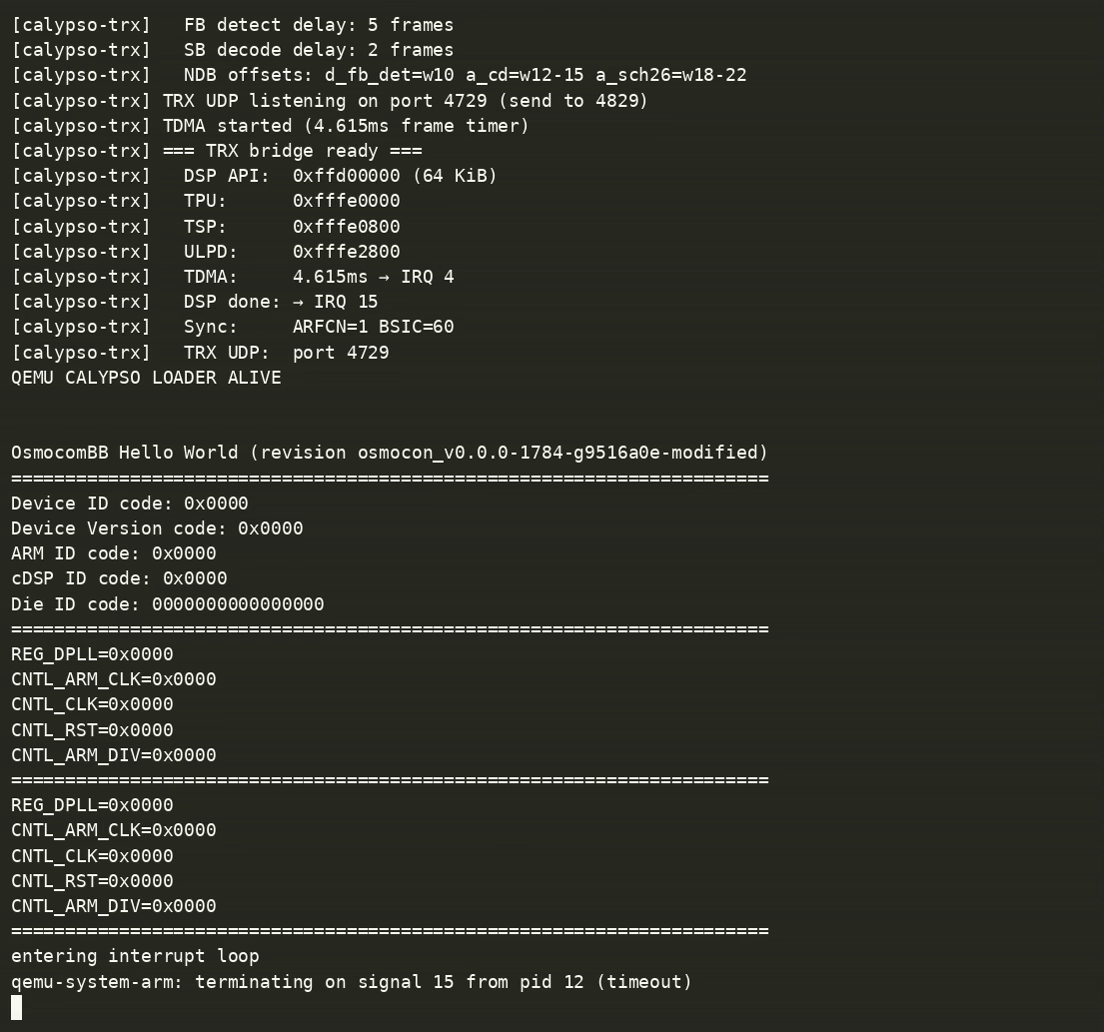 [calypso-trx]   FB detect delay: 5 frames
[calypso-trx]   SB decode delay: 2 frames
[calypso-trx]   NDB offsets: d_fb_det=w10 a_cd=w12-15 a_sch26=w18-22
[calypso-trx] TRX UDP listening on port 4729 (send to 4829)
[calypso-trx] TDMA started (4.615ms frame timer)
[calypso-trx] === TRX bridge ready ===
[calypso-trx]   DSP API:  0xffd00000 (64 KiB)
[calypso-trx]   TPU:      0xfffe0000
[calypso-trx]   TSP:      0xfffe0800
[calypso-trx]   ULPD:     0xfffe2800
[calypso-trx]   TDMA:     4.615ms → IRQ 4
[calypso-trx]   DSP done: → IRQ 15
[calypso-trx]   Sync:     ARFCN=1 BSIC=60
[calypso-trx]   TRX UDP:  port 4729
QEMU CALYPSO LOADER ALIVE
OsmocomBB Hello World (revision osmocon_v0.0.0-1784-g9516a0e-modified)
======================================================================
Device ID code: 0x0000
Device Version code: 0x0000
ARM ID code: 0x0000
cDSP ID code: 0x0000
Die ID code: 0000000000000000
======================================================================
REG_DPLL=0x0000
CNTL_ARM_CLK=0x0000
CNTL_CLK=0x0000
CNTL_RST=0x0000
CNTL_ARM_DIV=0x0000
======================================================================
REG_DPLL=0x0000
CNTL_ARM_CLK=0x0000
CNTL_CLK=0x0000
CNTL_RST=0x0000
CNTL_ARM_DIV=0x0000
======================================================================
entering interrupt loop
qemu-system-arm: terminating on signal 15 from pid 12 (timeout)